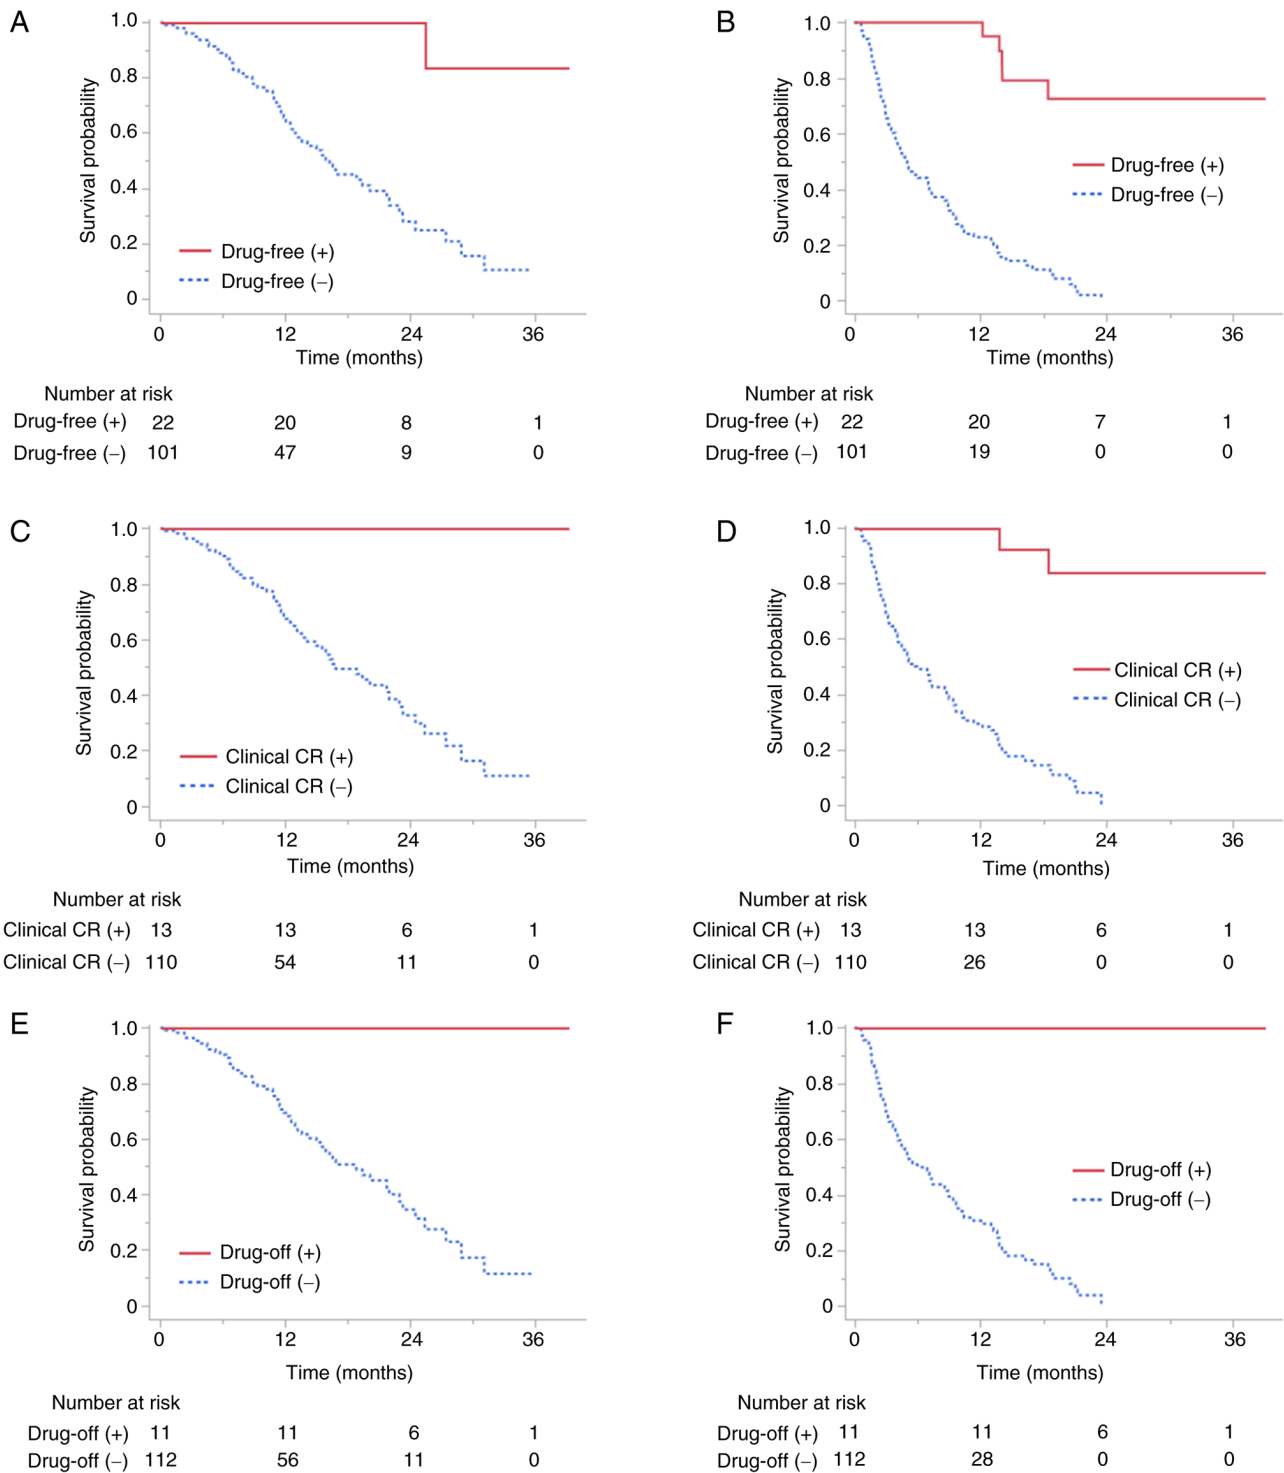 A
Survival probability
1.0
0.8
0.6
0.4
0.2
0
Drug-free (+)
Drug-free (−)
0 12 24 36
Time (months)
Number at risk
Drug-free (+) 22 20 8 1
Drug-free (−) 101 47 9 0
B
Survival probability
1.0
0.8
0.6
0.4
0.2
0
Drug-free (+)
Drug-free (−)
0 12 24 36
Time (months)
Number at risk
Drug-free (+) 22 20 7 1
Drug-free (−) 101 19 0 0
C
Survival probability
1.0
0.8
0.6
0.4
0.2
0
Clinical CR (+)
Clinical CR (−)
0 12 24 36
Time (months)
Number at risk
Clinical CR (+) 13 13 6 1
Clinical CR (−) 110 54 11 0
D
Survival probability
1.0
0.8
0.6
0.4
0.2
0
Clinical CR (+)
Clinical CR (−)
0 12 24 36
Time (months)
Number at risk
Clinical CR (+) 13 13 6 1
Clinical CR (−) 110 26 0 0
E
Survival probability
1.0
0.8
0.6
0.4
0.2
0
Drug-off (+)
Drug-off (−)
0 12 24 36
Time (months)
Number at risk
Drug-off (+) 11 11 6 1
Drug-off (−) 112 56 11 0
F
Survival probability
1.0
0.8
0.6
0.4
0.2
0
Drug-off (+)
Drug-off (−)
0 12 24 36
Time (months)
Number at risk
Drug-off (+) 11 11 6 1
Drug-off (−) 112 28 0 0